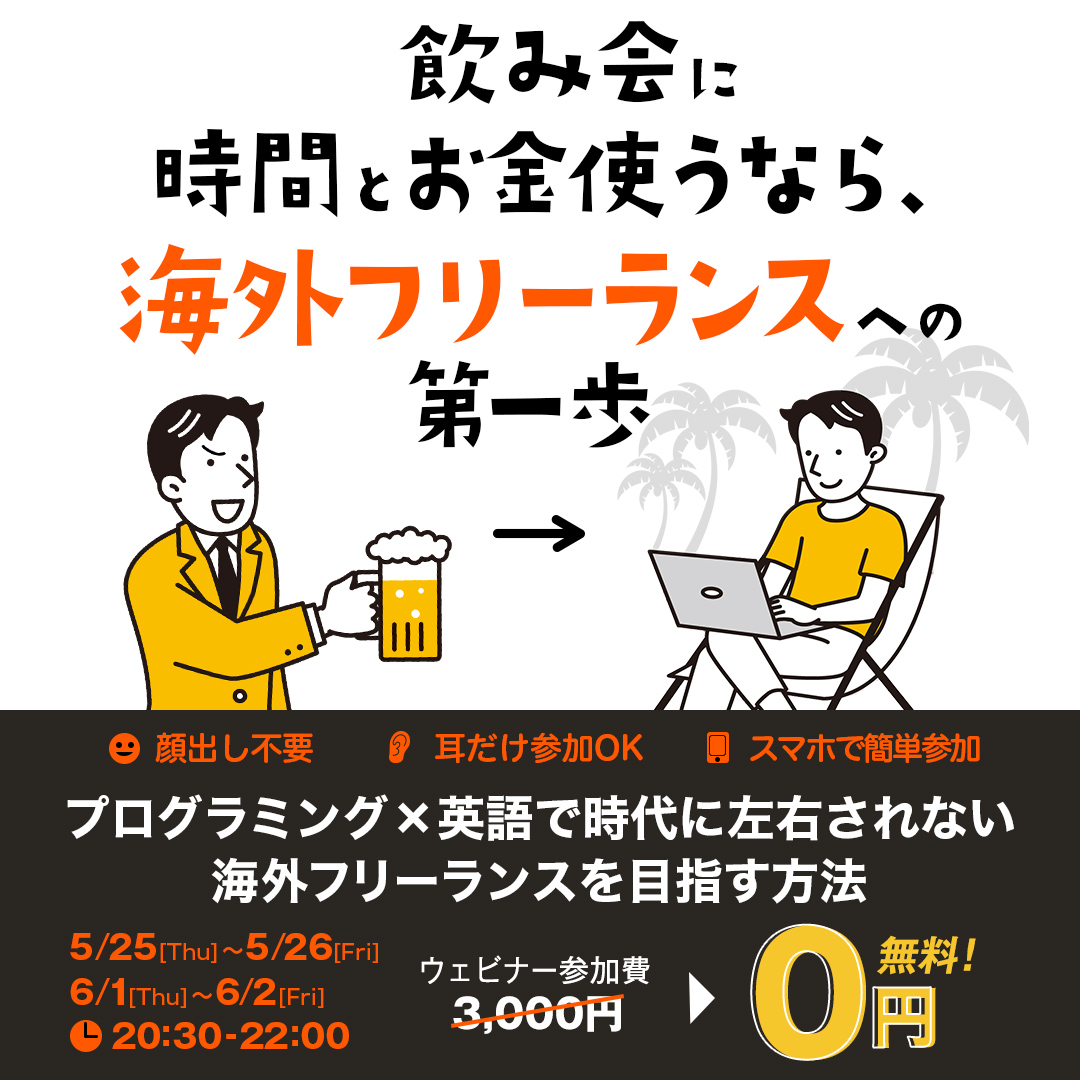 飲み会に
時間とお金使うなら、
海外フリーランスへの
第一歩
顔出し不要 耳だけ参加OK スマホで簡単参加
プログラミング×英語で時代に左右されない
海外フリーランスを目指す方法
5/25[Thu]～5/26[Fri]
6/1[Thu]～6/2[Fri]
20:30-22:00
ウェビナー参加費
3,000円
0円
無料!